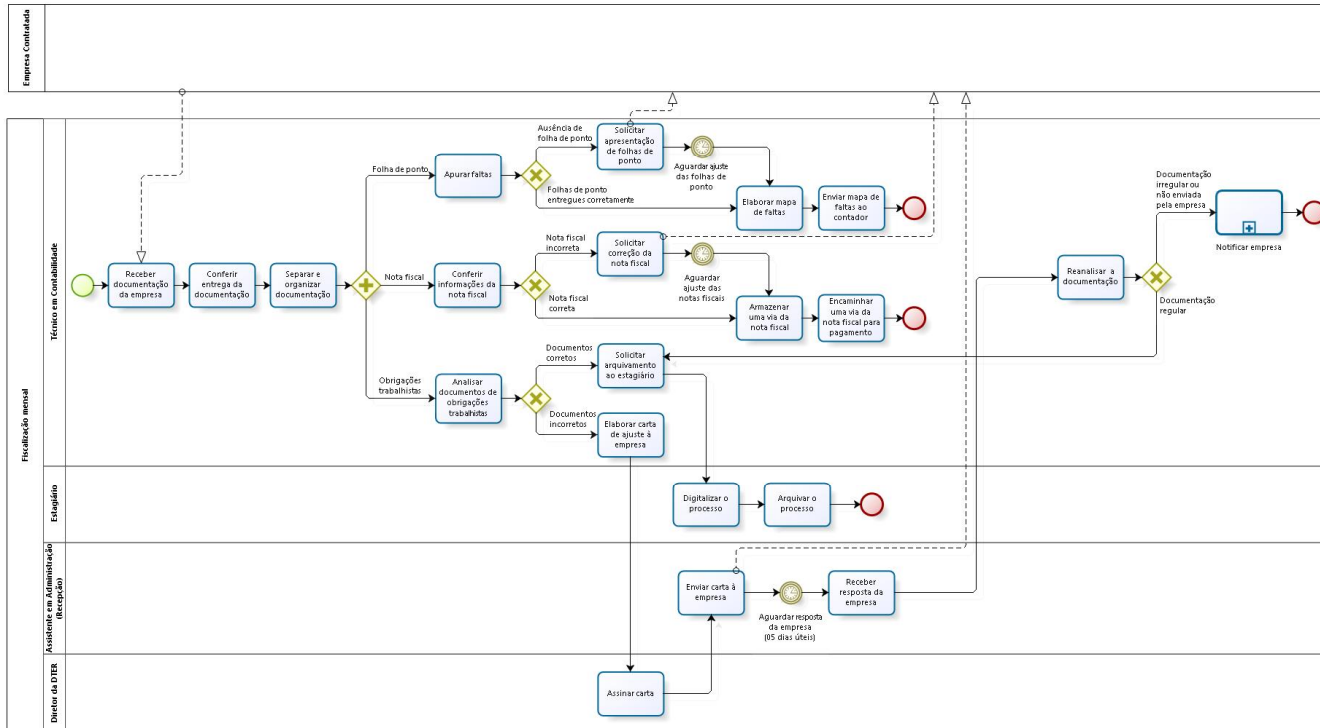 Empresa Contratada
Fiscalização mensal
Técnico em Contabilidade
Receber
documentação
da empresa
Conferir
entrega da
documentação
Separar e
organizar
documentação
Folha de ponto
Apurar faltas
Ausência de
folha de ponto
Solicitar
apresentação
de folhas de
ponto
Aguardar ajuste
das folhas de
ponto
Folhas de ponto
entregues corretamente
Elaborar mapa
de faltas
Enviar mapa de
faltas ao
contador
Nota fiscal
Conferir
informações da
nota fiscal
Nota fiscal
incorreta
Solicitar
correção da
nota fiscal
Aguardar
ajuste das
notas fiscais
Nota fiscal
correta
Armazenar
uma via da
nota fiscal
Encaminhar
uma via da
nota fiscal para
pagamento
Obrigações
trabalhistas
Analisar
documentos de
obrigações
trabalhistas
Documentos
corretos
Solicitar
arquivamento
ao estagiário
Documentos
incorretos
Elaborar carta
de ajuste à
empresa
Reanalisar a
documentação
Documentação
irregular ou
não enviada
pela empresa
Notificar empresa
Documentação
regular
Estagiário
Digitalizar o
processo
Arquivar o
processo
Assistente em Administração
(Recepção)
Enviar carta à
empresa
Aguardar resposta
da empresa
(05 dias úteis)
Receber
resposta da
empresa
Diretor da DTER
Assinar carta